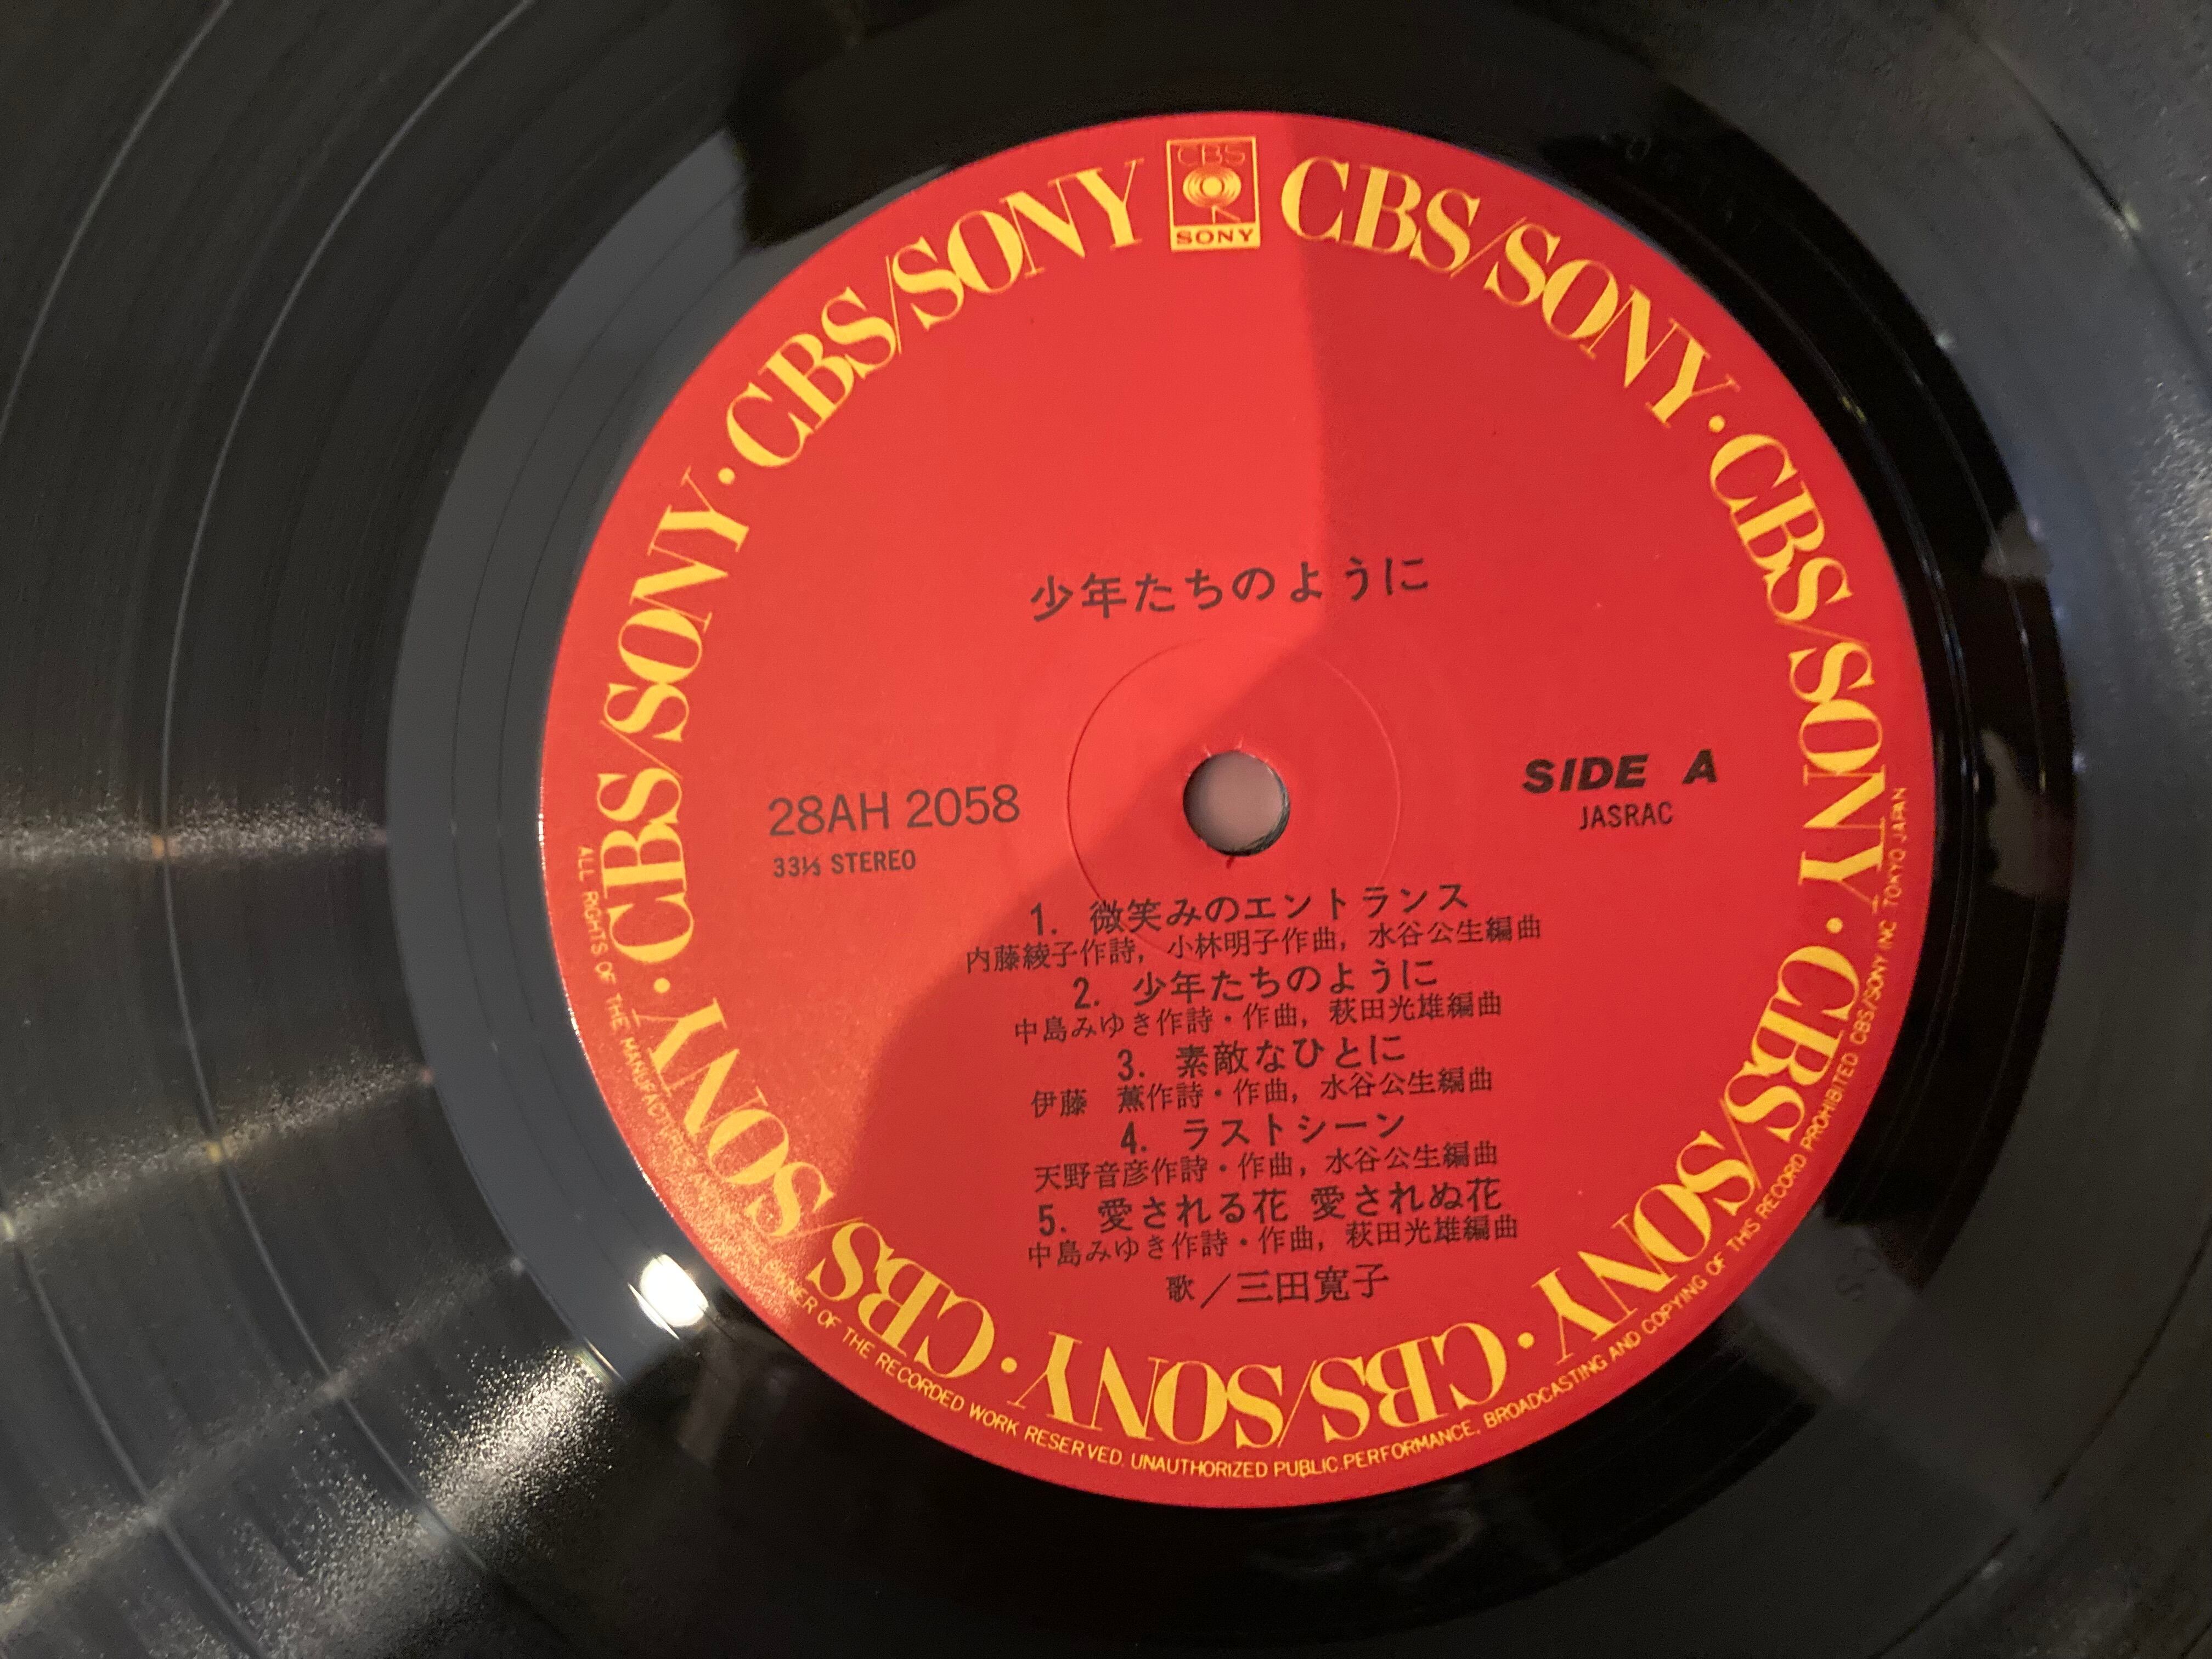 CBS
SONY
CBS/SONY・CBS/SONY・CBS/SONY・CBS/SONY・CBS/SONY・CBS/SONY・CBS/SONY
少年たちのように
28AH 2058
33⅓ STEREO
SIDE A
JASRAC
1. 微笑みのエントランス
内藤綾子作詩, 小林明子作曲, 水谷公生編曲
2. 少年たちのように
中島みゆき作詩・作曲, 萩田光雄編曲
3. 素敵なひとに
伊藤 薫作詩・作曲, 水谷公生編曲
4. ラストシーン
天野音彦作詩・作曲, 水谷公生編曲
5. 愛される花 愛されぬ花
中島みゆき作詩・作曲, 萩田光雄編曲
歌/三田寛子
ALL RIGHTS OF THE MANUFACTURER OWNER OF THE RECORDED WORK RESERVED. UNAUTHORIZED PUBLIC PERFORMANCE, BROADCASTING AND COPYING OF THIS RECORD PROHIBITED CBS/SONY INC TOKYO JAPAN